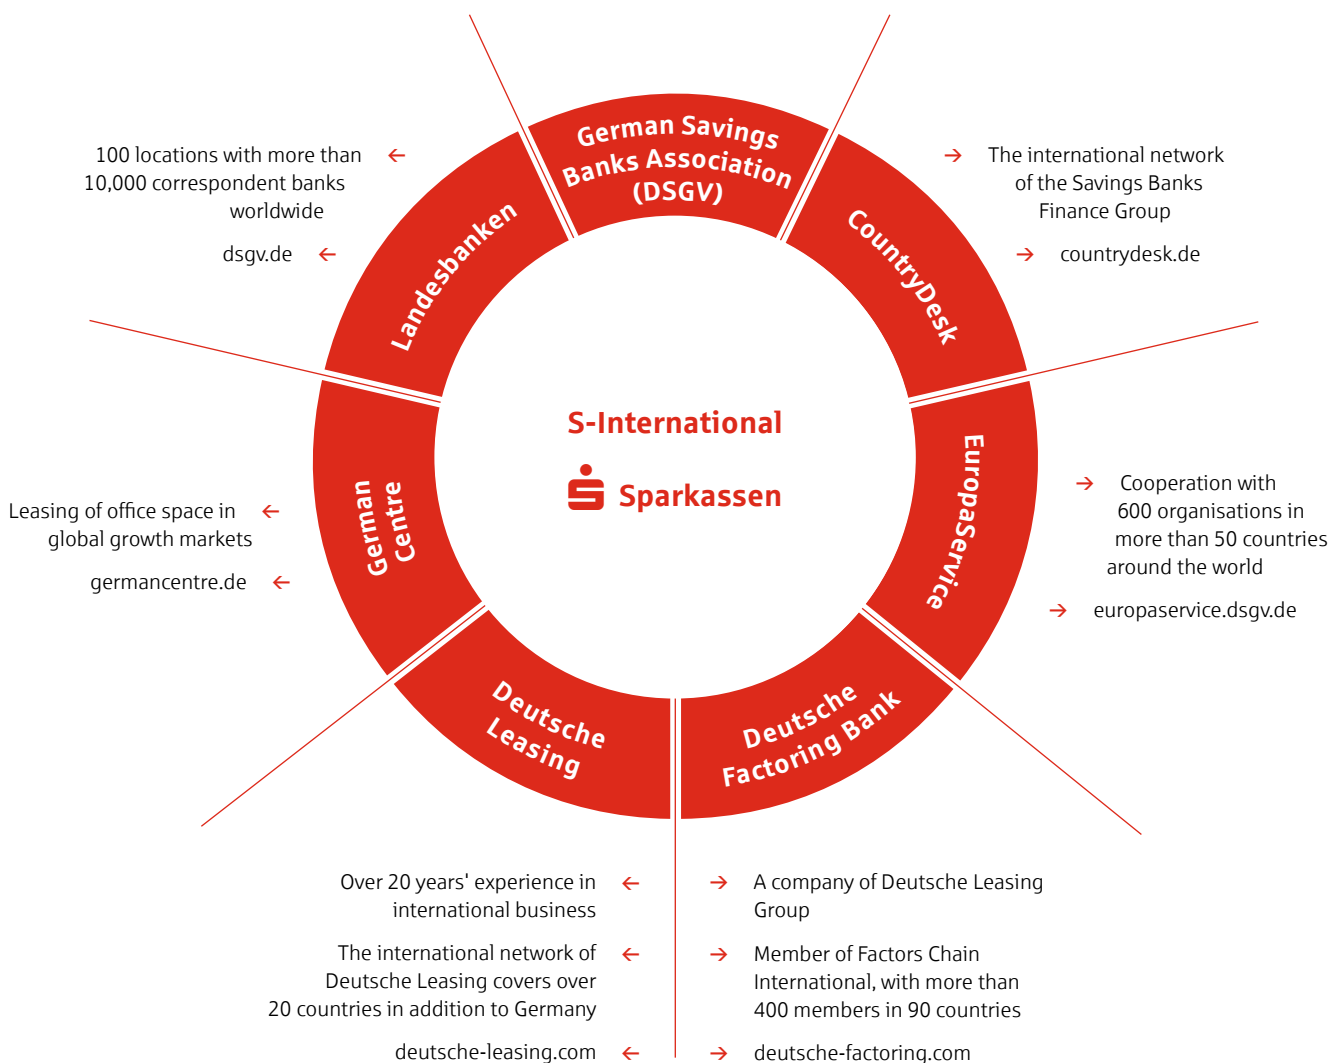 German Savings
Banks Association
(DSGV)
100 locations with more than
10,000 correspondent banks
worldwide
dsgv.de
Landesbanken
CountryDesk
The international network
of the Savings Banks
Finance Group
countrydesk.de
S-International
Sparkassen
German
Centre
Leasing of office space in
global growth markets
germancentre.de
EuropaService
Cooperation with
600 organisations in
more than 50 countries
around the world
europaservice.dsgv.de
Deutsche
Leasing
Deutsche
Factoring Bank
Over 20 years' experience in
international business
The international network of
Deutsche Leasing covers over
20 countries in addition to Germany
deutsche-leasing.com
A company of Deutsche Leasing
Group
Member of Factors Chain
International, with more than
400 members in 90 countries
deutsche-factoring.com